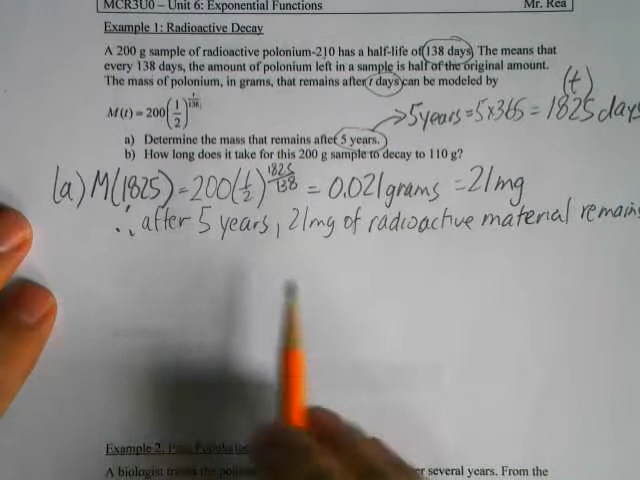 MCR3U0 – Unit 6: Exponential Functions Mr. Rea
Example 1: Radioactive Decay
A 200 g sample of radioactive polonium-210 has a half-life of 138 days. The means that
every 138 days, the amount of polonium left in a sample is half of the original amount.
The mass of polonium, in grams, that remains after t days can be modeled by
(t)
M(t) = 200(1/2)^(t/138)
5 years = 5x365 = 1825 days
a) Determine the mass that remains after 5 years.
b) How long does it take for this 200 g sample to decay to 110 g?
(a) M(1825) = 200(1/2)^(1825/138) = 0.021 grams = 21mg
∴ after 5 years, 21mg of radioactive material remains
Example 2:
A biologist several years. From the